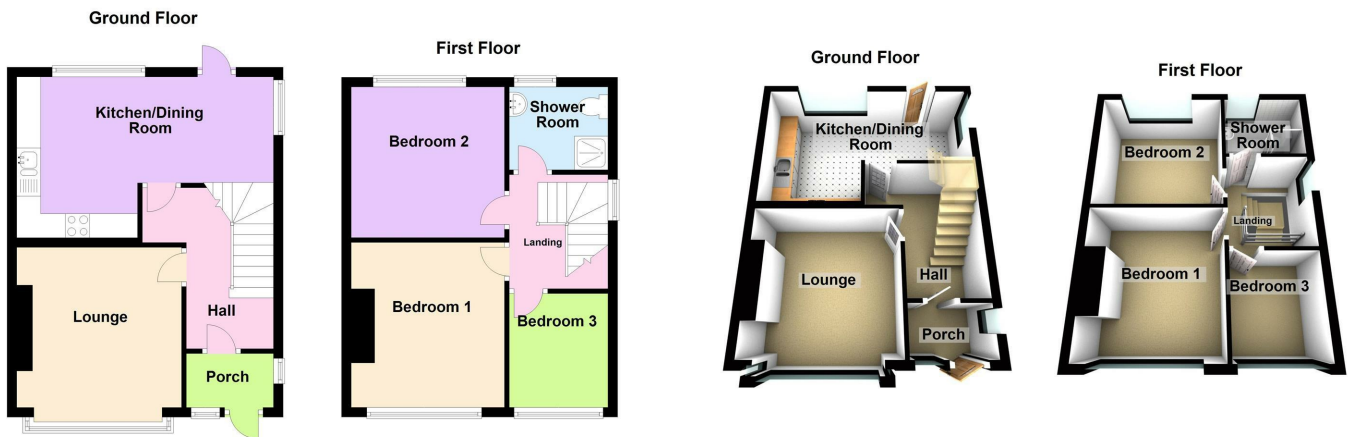 Ground Floor
Kitchen/Dining
Room
Lounge
Hall
Porch
First Floor
Bedroom 2
Shower
Room
Landing
Bedroom 1
Bedroom 3
Ground Floor
Kitchen/Dining
Room
Lounge
Hall
Porch
First Floor
Bedroom 2
Shower
Room
Landing
Bedroom 1
Bedroom 3